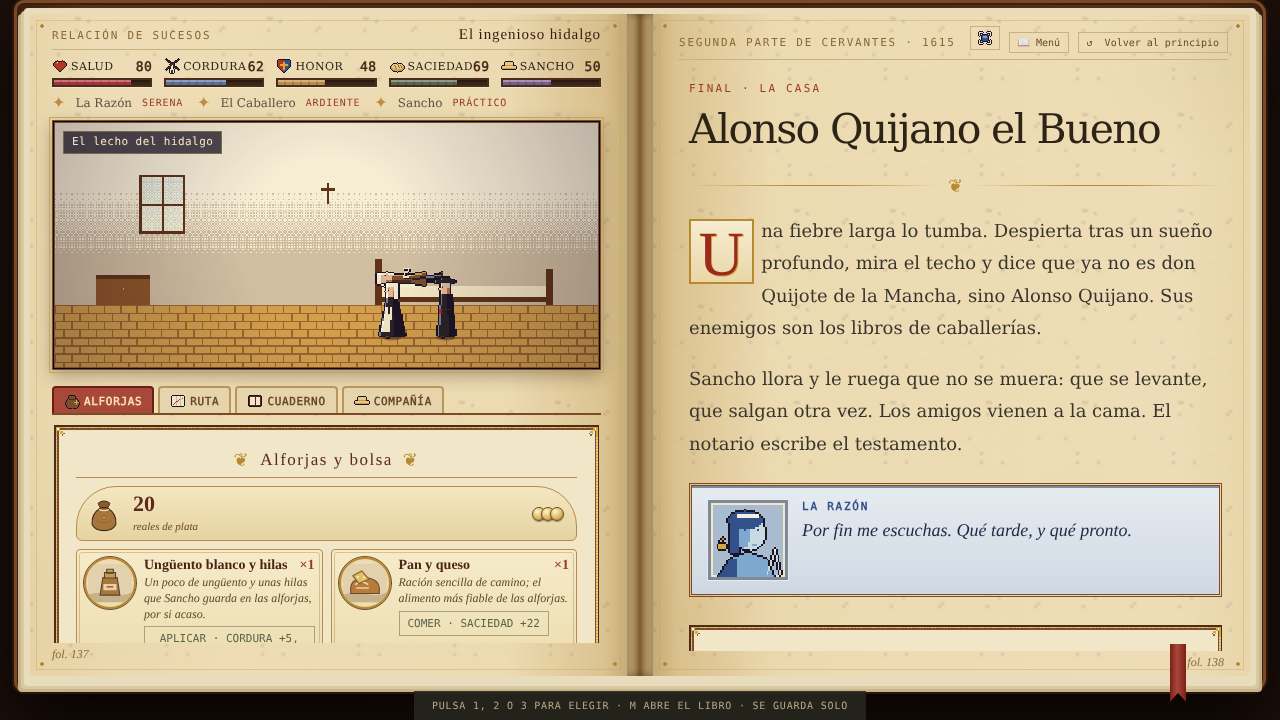 RELACIÓN DE SUCESOS
El ingenioso hidalgo
SALUD 80
CORDURA 62
HONOR 48
SACIEDAD 69
SANCHO 50
La Razón SERENA
El Caballero ARDIENTE
Sancho PRÁCTICO
El lecho del hidalgo
ALFORJAS
RUTA
CUADERNO
COMPAÑÍA
Alforjas y bolsa
20
reales de plata
Ungüento blanco y hilas ×1
Un poco de ungüento y unas hilas
que Sancho guarda en las alforjas,
por si acaso.
APLICAR · CORDURA +5,
Pan y queso ×1
Ración sencilla de camino; el
alimento más fiable de las alforjas.
COMER · SACIEDAD +22
fol. 137
SEGUNDA PARTE DE CERVANTES · 1615
Menú
↺ Volver al principio
FINAL · LA CASA
Alonso Quijano el Bueno
Una fiebre larga lo tumba. Despierta tras un sueño
profundo, mira el techo y dice que ya no es don
Quijote de la Mancha, sino Alonso Quijano. Sus
enemigos son los libros de caballerías.
Sancho llora y le ruega que no se muera: que se levante,
que salgan otra vez. Los amigos vienen a la cama. El
notario escribe el testamento.
LA RAZÓN
Por fin me escuchas. Qué tarde, y qué pronto.
fol. 138
PULSA 1, 2 O 3 PARA ELEGIR · M ABRE EL LIBRO · SE GUARDA SOLO